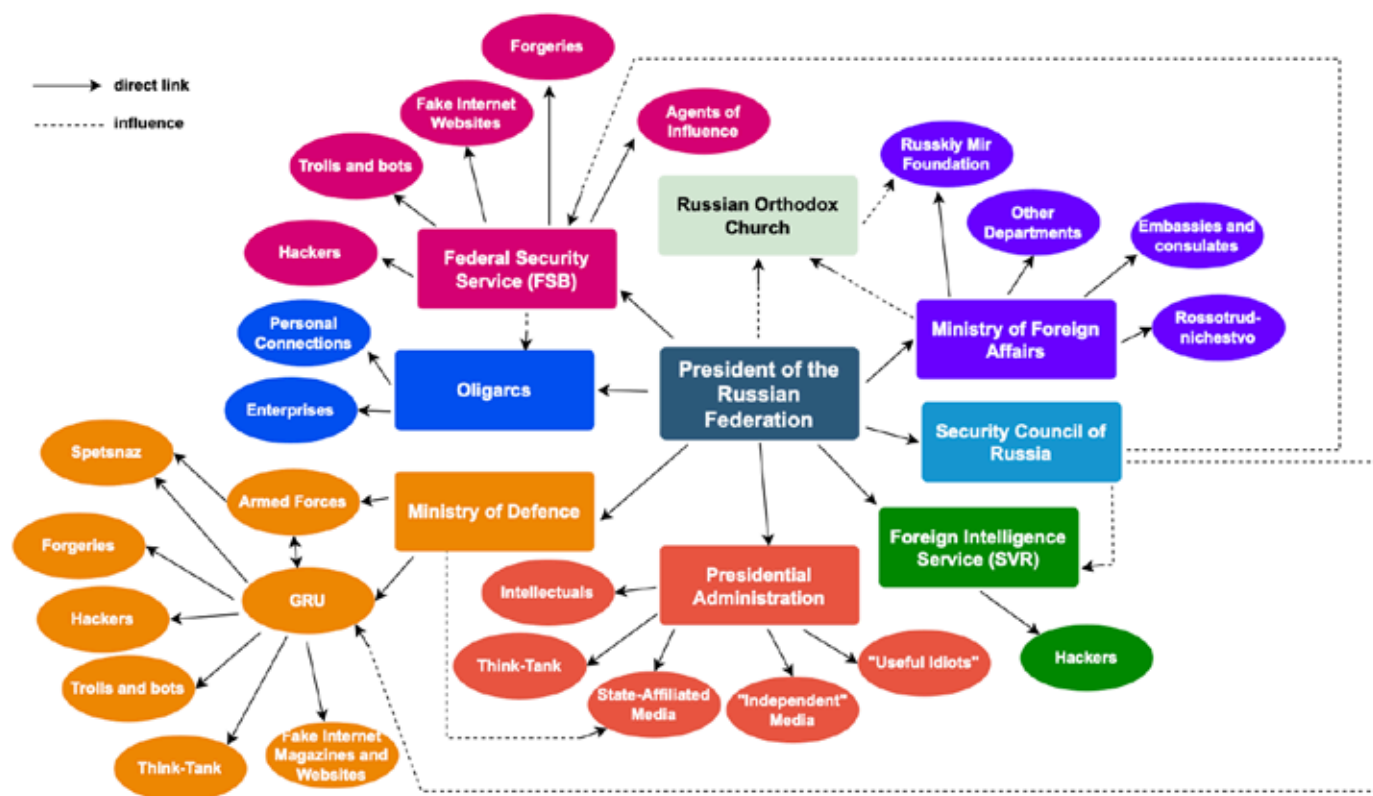 Forgeries
direct link
Fake Internet
Websites
influence
Agents of
Influence
Trolls and bots
Russkiy Mir
Foundation
Russian Orthodox
Church
Other
Departments
Embassies and
consulates
Hackers
Federal Security
Service (FSB)
Personal
Connections
Ministry of Foreign
Affairs
Rossotrud-
nichestvo
Oligarcs
President of the
Russian
Federation
Enterprises
Security Council of
Russia
Spetsnaz
Armed Forces
Ministry of Defence
Forgeries
Foreign Intelligence
Service (SVR)
Presidential
Administration
Intellectuals
GRU
Hackers
Hackers
Think-Tank
"Useful Idiots"
Trolls and bots
State-Affiliated
Media
"Independent"
Media
Fake Internet
Magazines and
Websites
Think-Tank